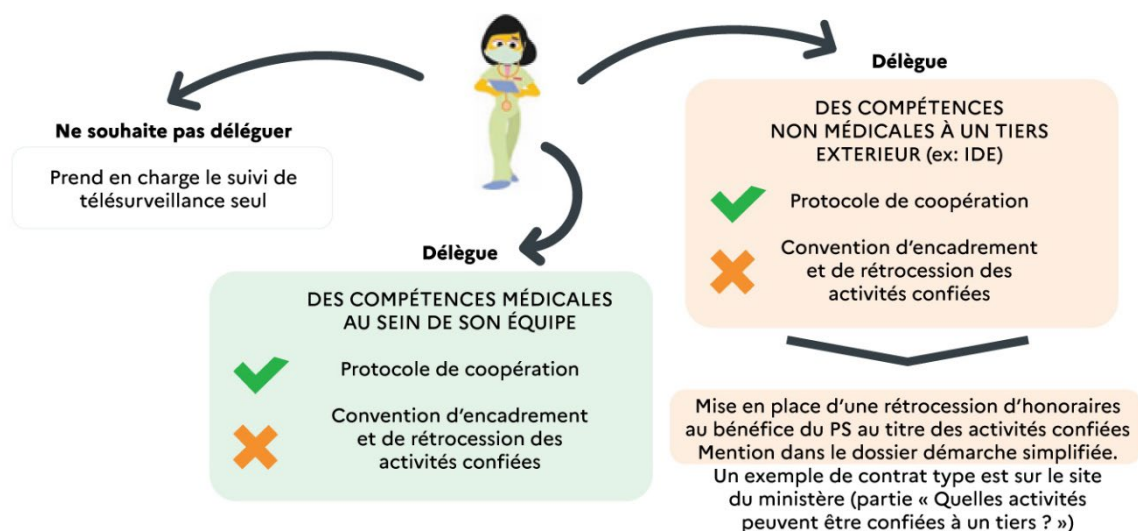 Ne souhaite pas déléguer
Prend en charge le suivi de
télésurveillance seul
Délègue
DES COMPÉTENCES MÉDICALES
AU SEIN DE SON ÉQUIPE
Protocole de coopération
Convention d'encadrement
et de rétrocession des
activités confiées
Délègue
DES COMPÉTENCES
NON MÉDICALES À UN TIERS
EXTERIEUR (ex: IDE)
Protocole de coopération
Convention d'encadrement
et de rétrocession des
activités confiées
Mise en place d'une rétrocession d'honoraires
au bénéfice du PS au titre des activités confiées
Mention dans le dossier démarche simplifiée.
Un exemple de contrat type est sur le site
du ministère (partie « Quelles activités
peuvent être confiées à un tiers ? »)